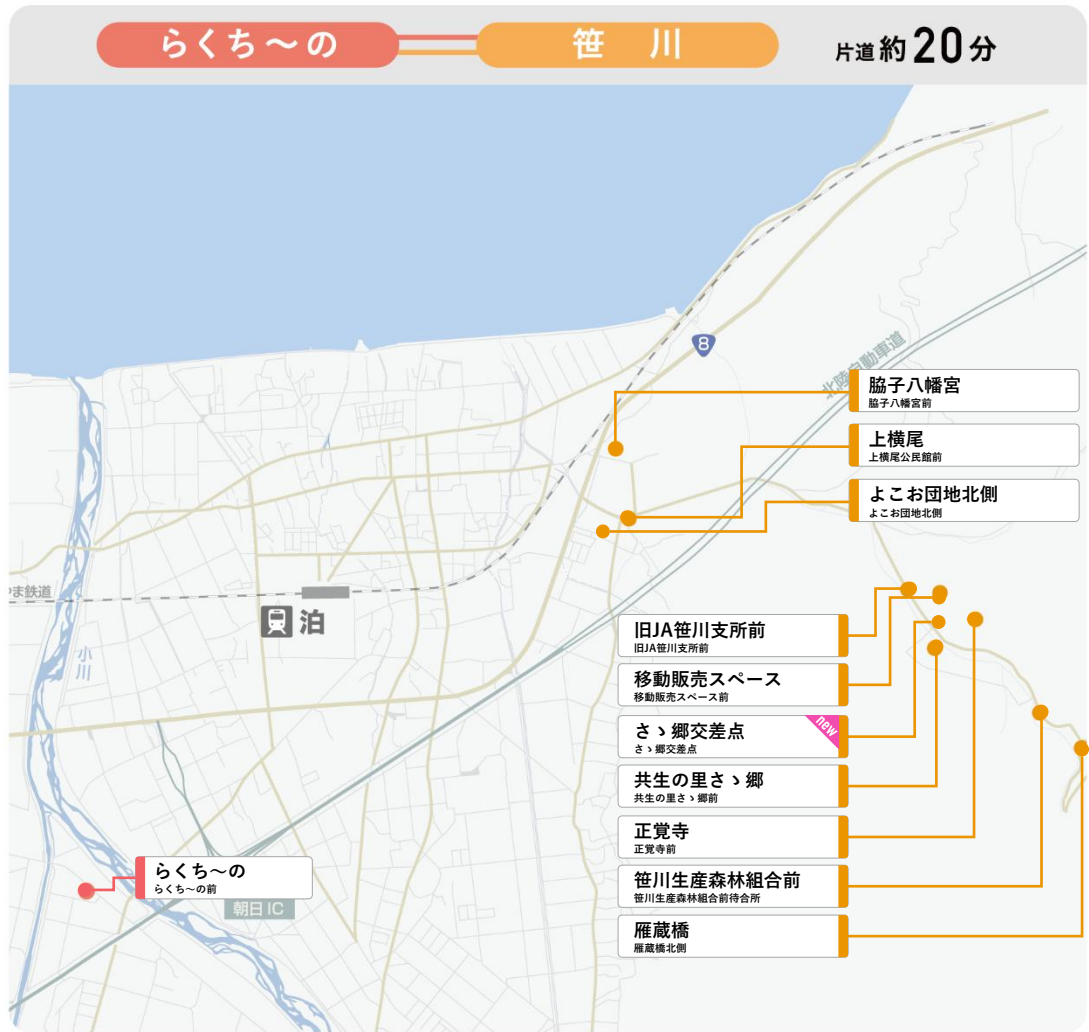 らくち～の
笹川
片道約20分
8
北陸自動車道
脇子八幡宮
脇子八幡宮前
上横尾
上横尾公民館前
よこお団地北側
よこお団地北側
ま鉄道
泊
小川
旧JA笹川支所前
旧JA笹川支所前
移動販売スペース
移動販売スペース前
さゝ郷交差点
new
さゝ郷交差点
共生の里さゝ郷
共生の里さゝ郷前
正覚寺
正覚寺前
笹川生産森林組合前
笹川生産森林組合前待合所
雁蔵橋
雁蔵橋北側
らくち～の
らくち～の前
朝日IC